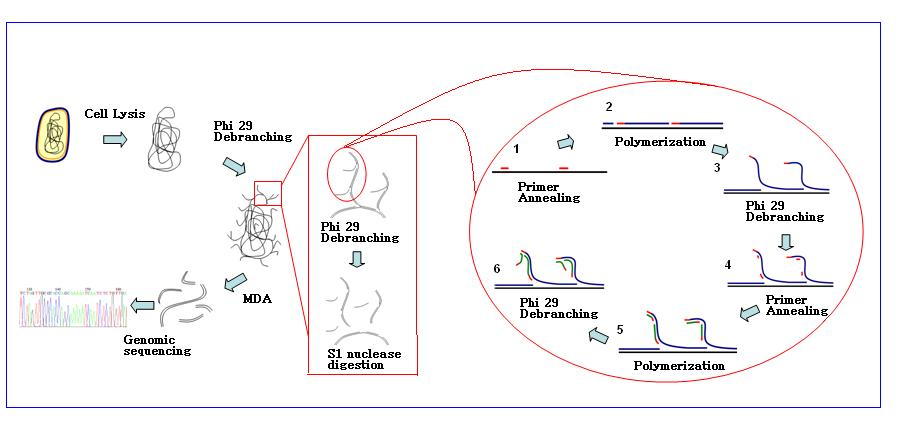 Cell Lysis
Phi 29
Debranching
MDA
Genomic
sequencing
Phi 29
Debranching
S1 nuclease
digestion
1
Primer
Annealing
2
Polymerization
3
Phi 29
Debranching
4
Primer
Annealing
5
Polymerization
6
Phi 29
Debranching